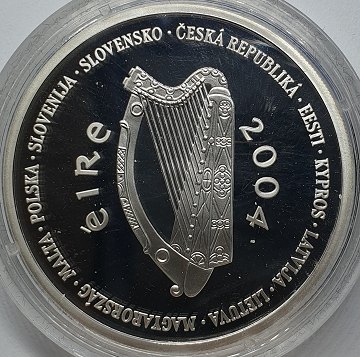 MALTA · POLSKA · SLOVENIJA · SLOVENSKO · ČESKÁ REPUBLIKA · EESTI · KYPROS · LATVIJA · LIETUVA · MAGYARORSZÁG ·
éIRe
2004